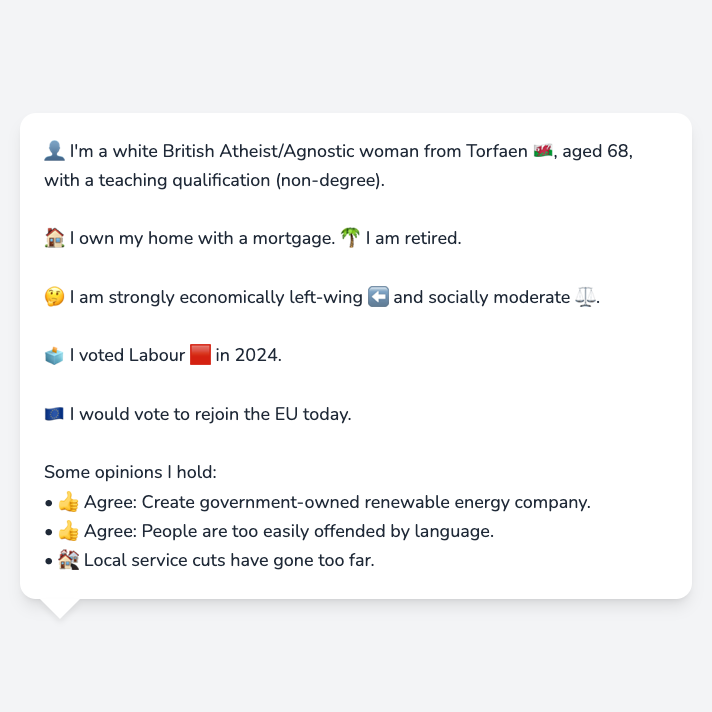 👤 I'm a white British Atheist/Agnostic woman from Torfaen 🏴󠁧󠁢󠁷󠁬󠁳󠁿, aged 68,
with a teaching qualification (non-degree).
🏠 I own my home with a mortgage. 🌴 I am retired.
🤔 I am strongly economically left-wing ⬅️ and socially moderate ⚖️.
🗳️ I voted Labour 🟥 in 2024.
🇪🇺 I would vote to rejoin the EU today.
Some opinions I hold:
• 👍 Agree: Create government-owned renewable energy company.
• 👍 Agree: People are too easily offended by language.
• 🏚️ Local service cuts have gone too far.